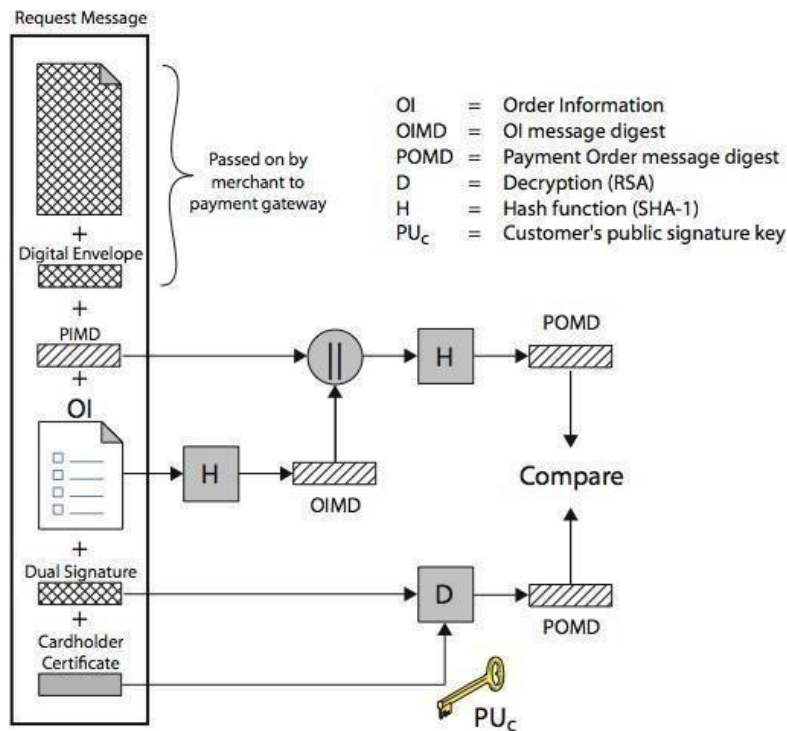 Request Message
Passed on by
merchant to
payment gateway
OI = Order Information
OIMD = OI message digest
POMD = Payment Order message digest
D = Decryption (RSA)
H = Hash function (SHA-1)
PUc = Customer's public signature key
+
Digital Envelope
+
PIMD
+
OI
||
H
POMD
H
OIMD
Compare
+
Dual Signature
D
POMD
+
Cardholder
Certificate
PUc